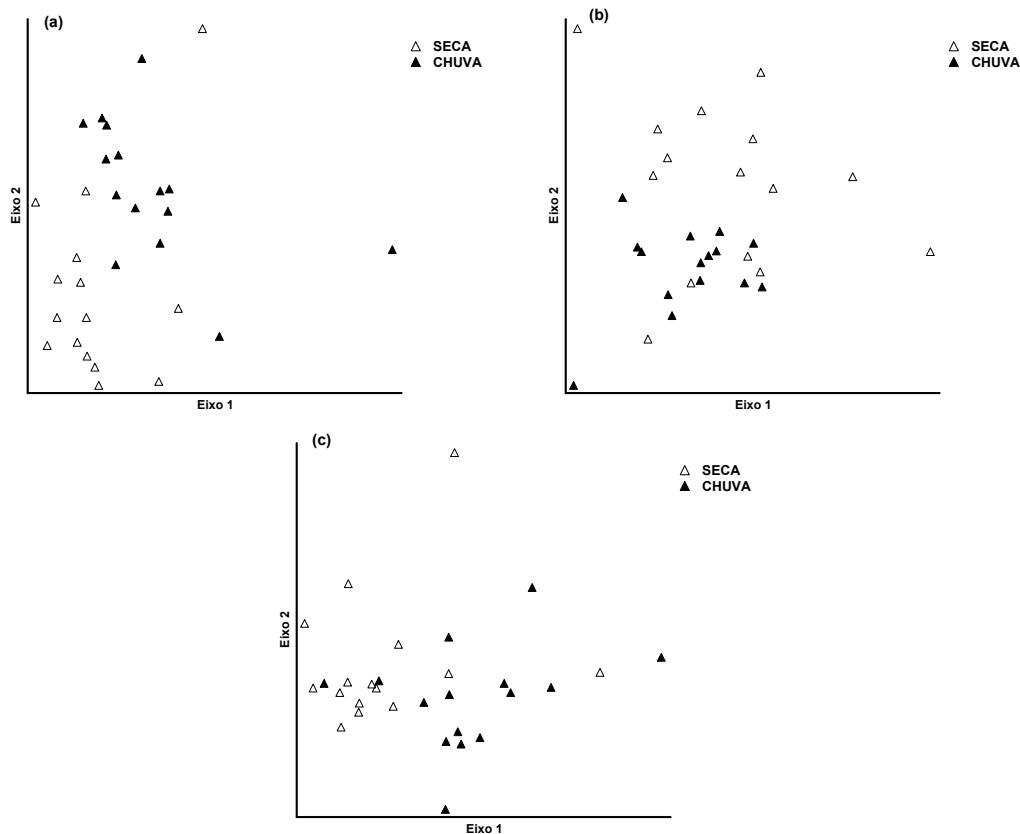 (a)
SECA
CHUVA
Eixo 2
Eixo 1
(b)
SECA
CHUVA
Eixo 2
Eixo 1
(c)
SECA
CHUVA
Eixo 2
Eixo 1